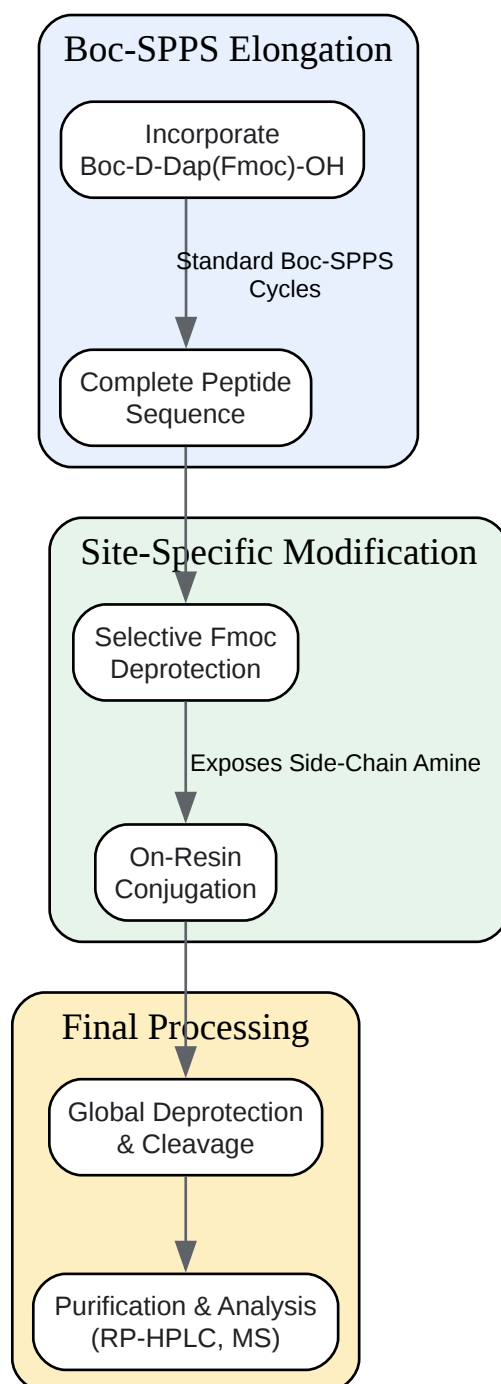 Boc-SPPS Elongation
Incorporate
Boc-D-Dap(Fmoc)-OH
Standard Boc-SPPS
Cycles
Complete Peptide
Sequence
Site-Specific Modification
Selective Fmoc
Deprotection
Exposes Side-Chain Amine
On-Resin
Conjugation
Final Processing
Global Deprotection
& Cleavage
Purification & Analysis
(RP-HPLC, MS)